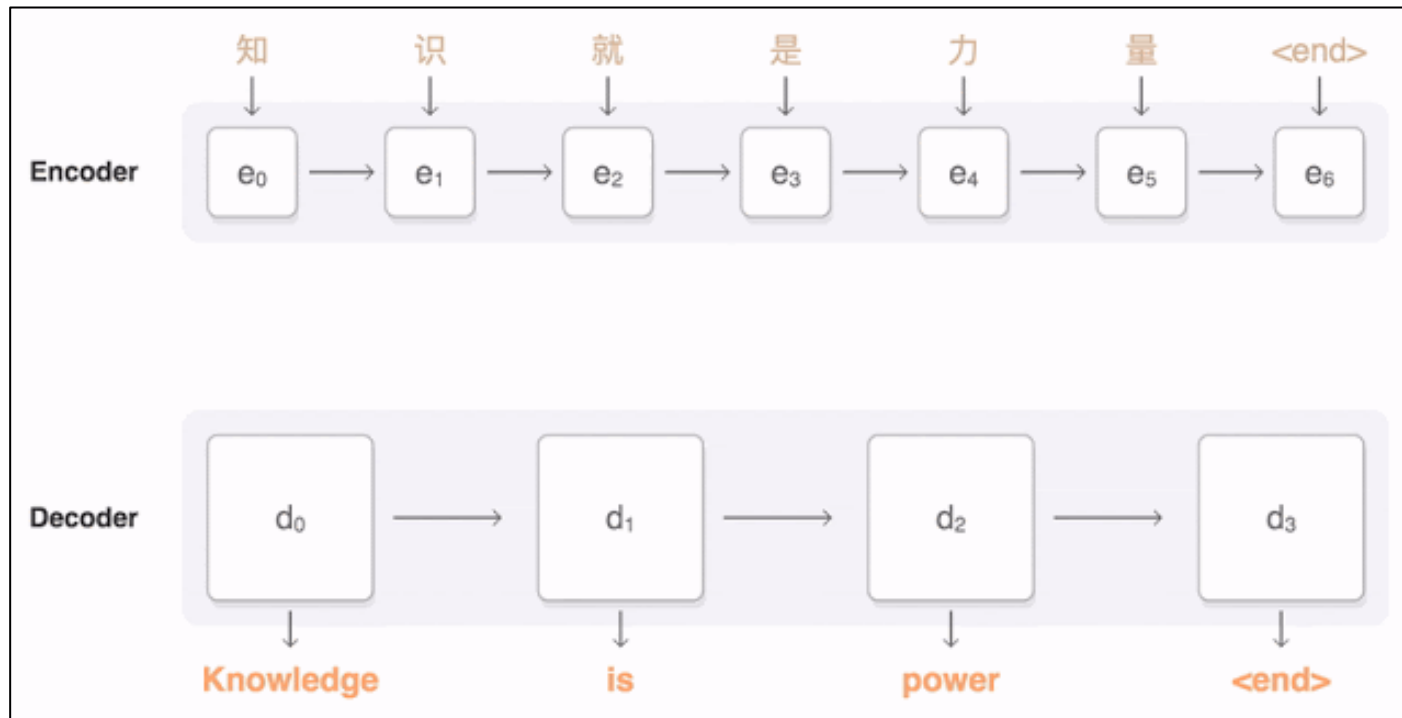 知 识 就 是 力 量 <end>
Encoder e₀ e₁ e₂ e₃ e₄ e₅ e₆
Decoder d₀ d₁ d₂ d₃
Knowledge is power <end>